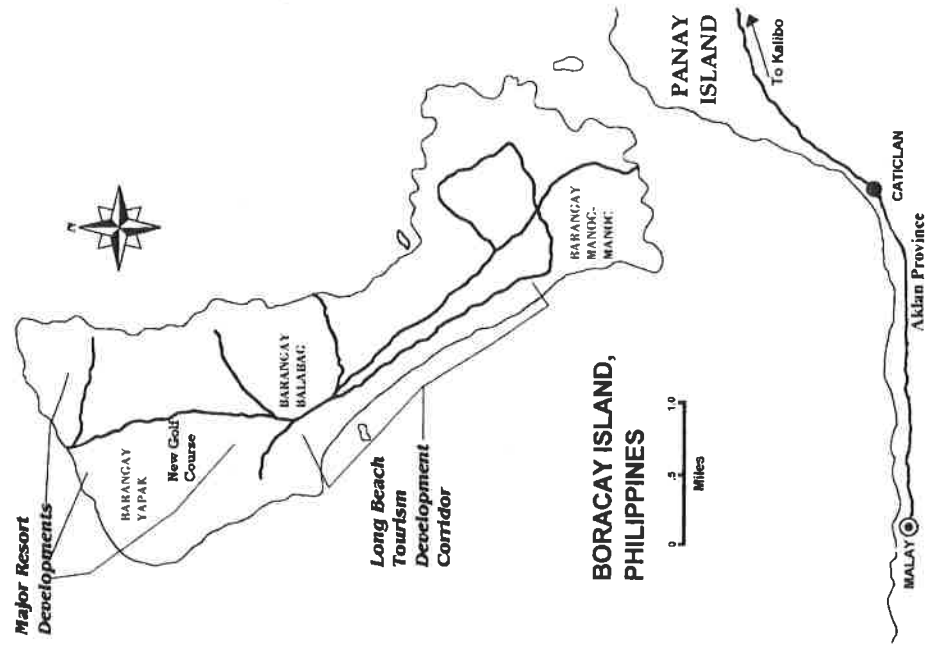 Major Resort
Developments
N
BARANGAY
YAPAK
New Golf
Course
BARANGAY
BALABAG
Long Beach
Tourism
Development
Corridor
BARANGAY
MANOC-
MANOC
BORACAY ISLAND,
PHILIPPINES
0 .5 1.0
Miles
PANAY
ISLAND
To Kalibo
CATICLAN
MALAY
Aklan Province